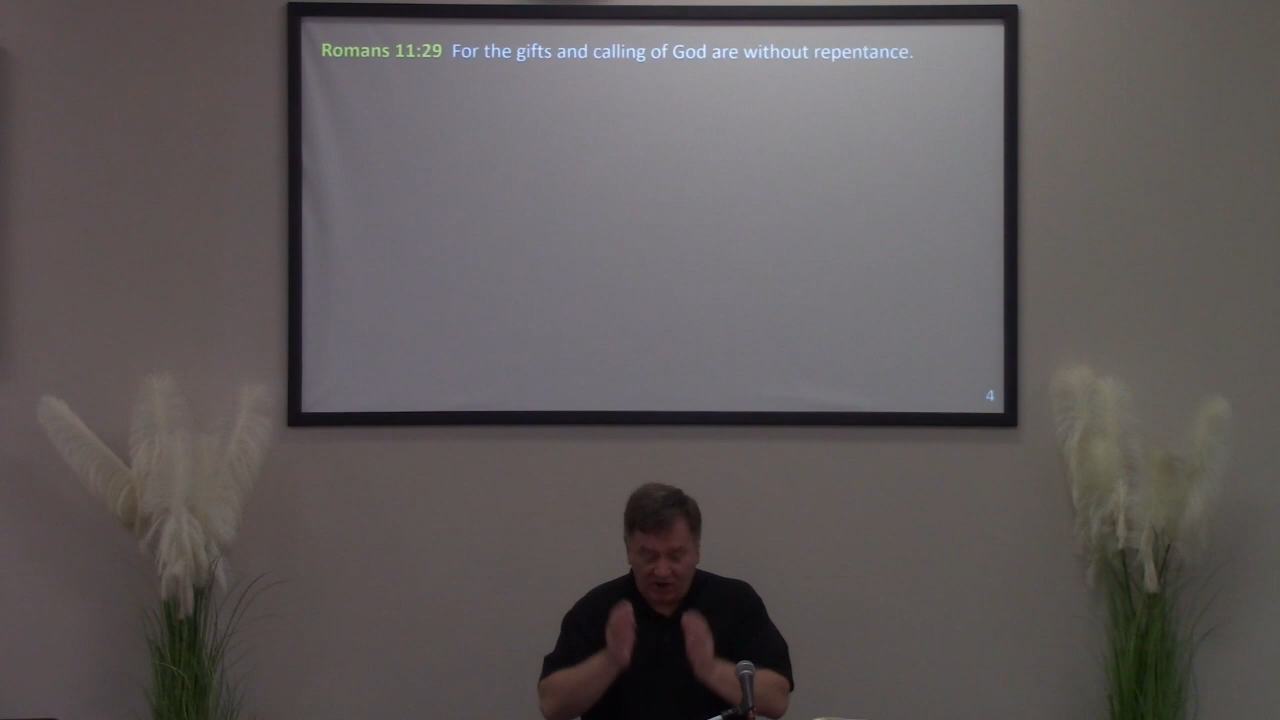 Romans 11:29 For the gifts and calling of God are without repentance.
4